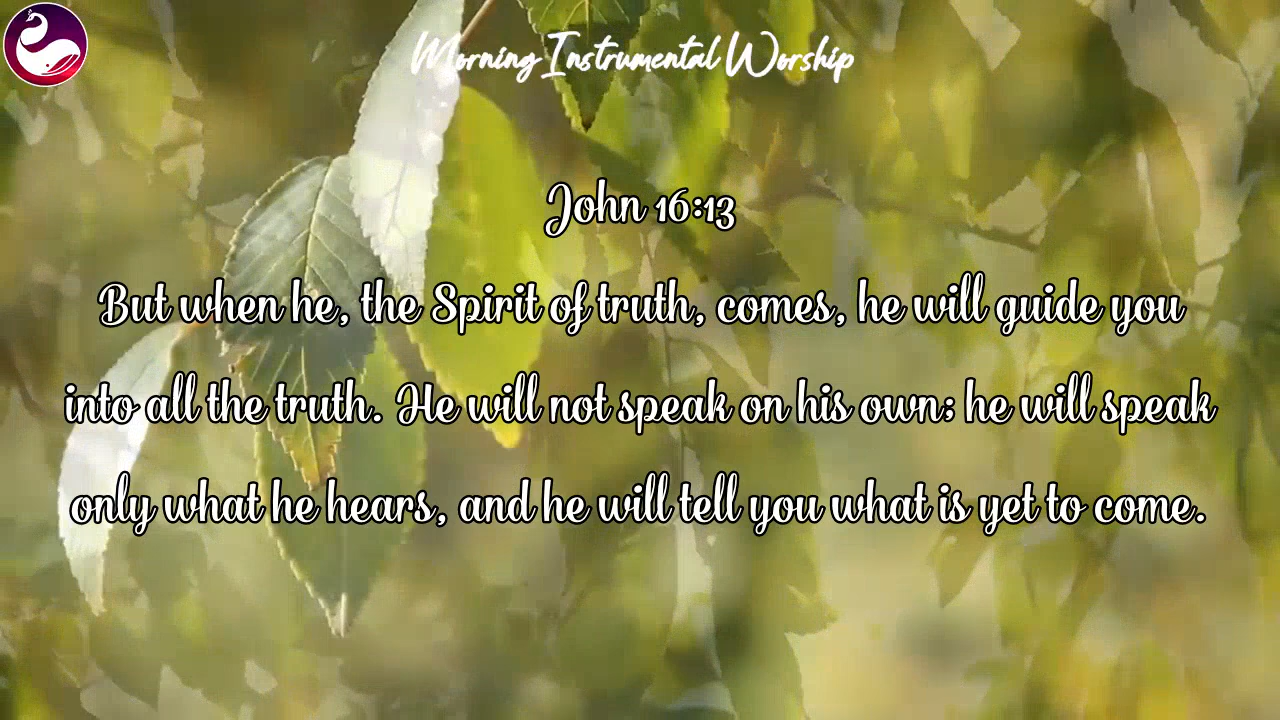 Morning Instrumental Worship
John 16:13
But when he, the Spirit of truth, comes, he will guide you
into all the truth. He will not speak on his own; he will speak
only what he hears, and he will tell you what is yet to come.